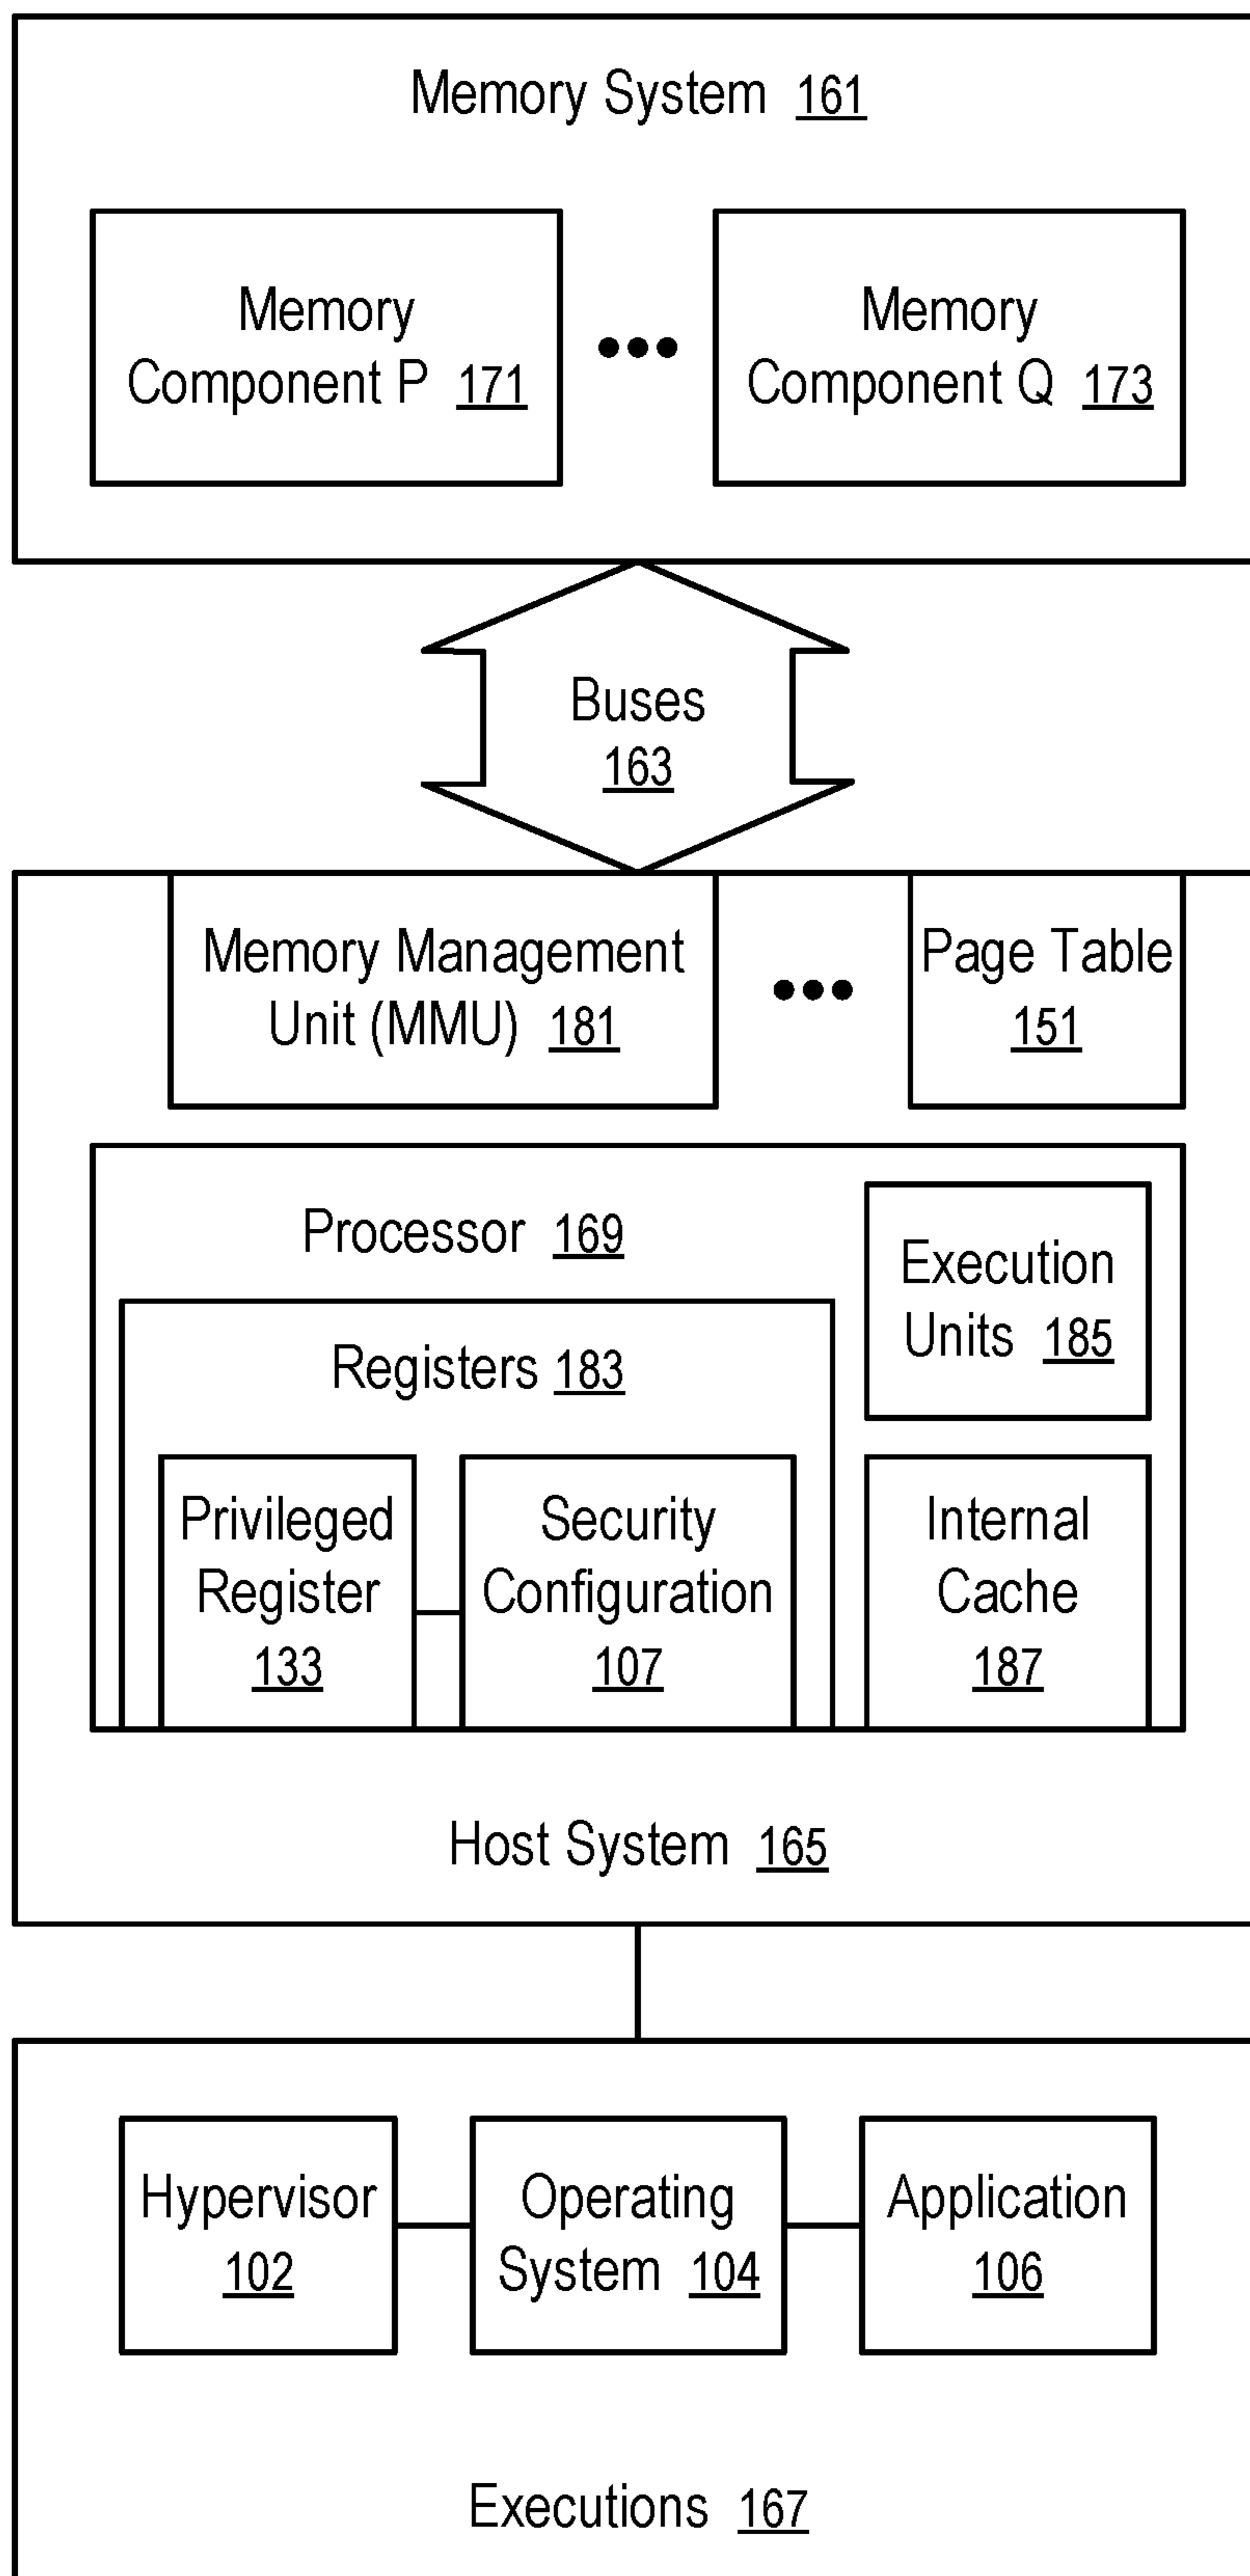 Memory System 161
Memory
Component P 171
Memory
Component Q 173
Buses
163
Memory Management
Unit (MMU) 181
Page Table
151
Processor 169
Execution
Units 185
Registers 183
Privileged
Register
133
Security
Configuration
107
Internal
Cache
187
Host System 165
Hypervisor
102
Operating
System 104
Application
106
Executions 167